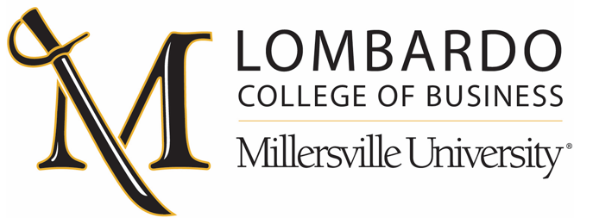 M
LOMBARDO
COLLEGE OF BUSINESS
Millersville University®